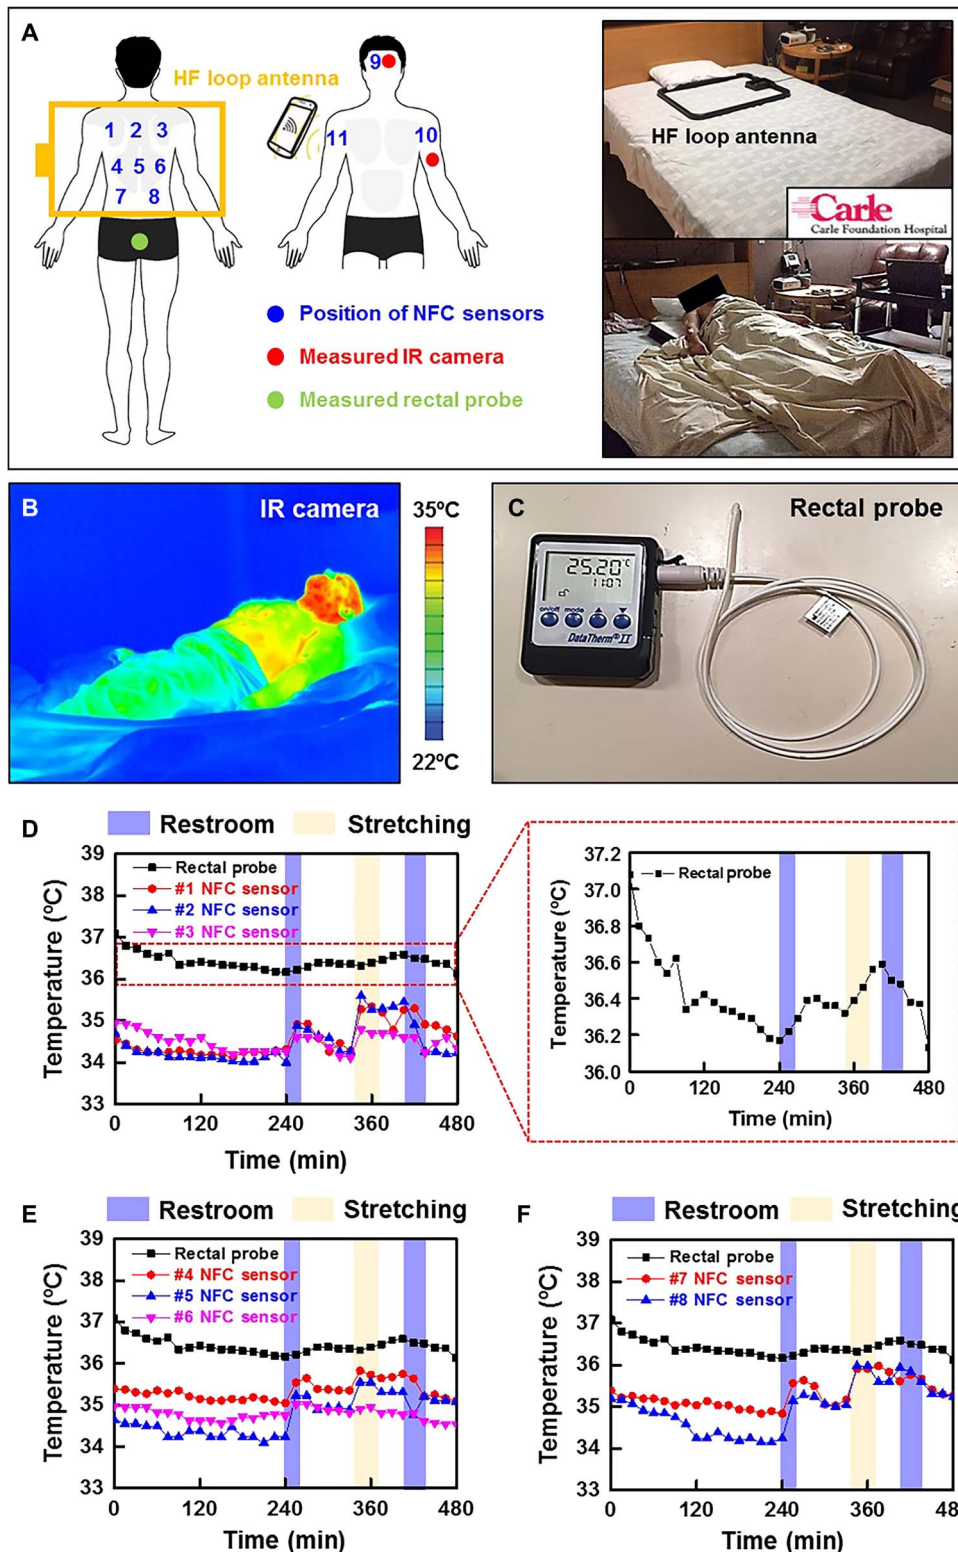 A
HF loop antenna
1 2 3
4 5 6
7 8
9
11 10
Position of NFC sensors
Measured IR camera
Measured rectal probe
HF loop antenna
Carle
Carle Foundation Hospital
B
IR camera
35ºC
22ºC
C
Rectal probe
25.20 °C
11:07
on/off mode
DataTherm® II
D
Restroom Stretching
Rectal probe
#1 NFC sensor
#2 NFC sensor
#3 NFC sensor
Temperature (ºC)
39
37
36
35
34
33
0 120 240 360 480
Time (min)
Rectal probe
Temperature (ºC)
37.2
37.0
36.6
36.4
36.2
36.0
0 120 240 360 480
Time (min)
E
Restroom Stretching
Rectal probe
#4 NFC sensor
#5 NFC sensor
#6 NFC sensor
Temperature (ºC)
39
38
37
36
35
34
33
0 120 240 360 480
Time (min)
F
Restroom Stretching
Rectal probe
#7 NFC sensor
#8 NFC sensor
Temperature (ºC)
39
38
37
36
35
34
33
0 120 240 360 48
Time (min)